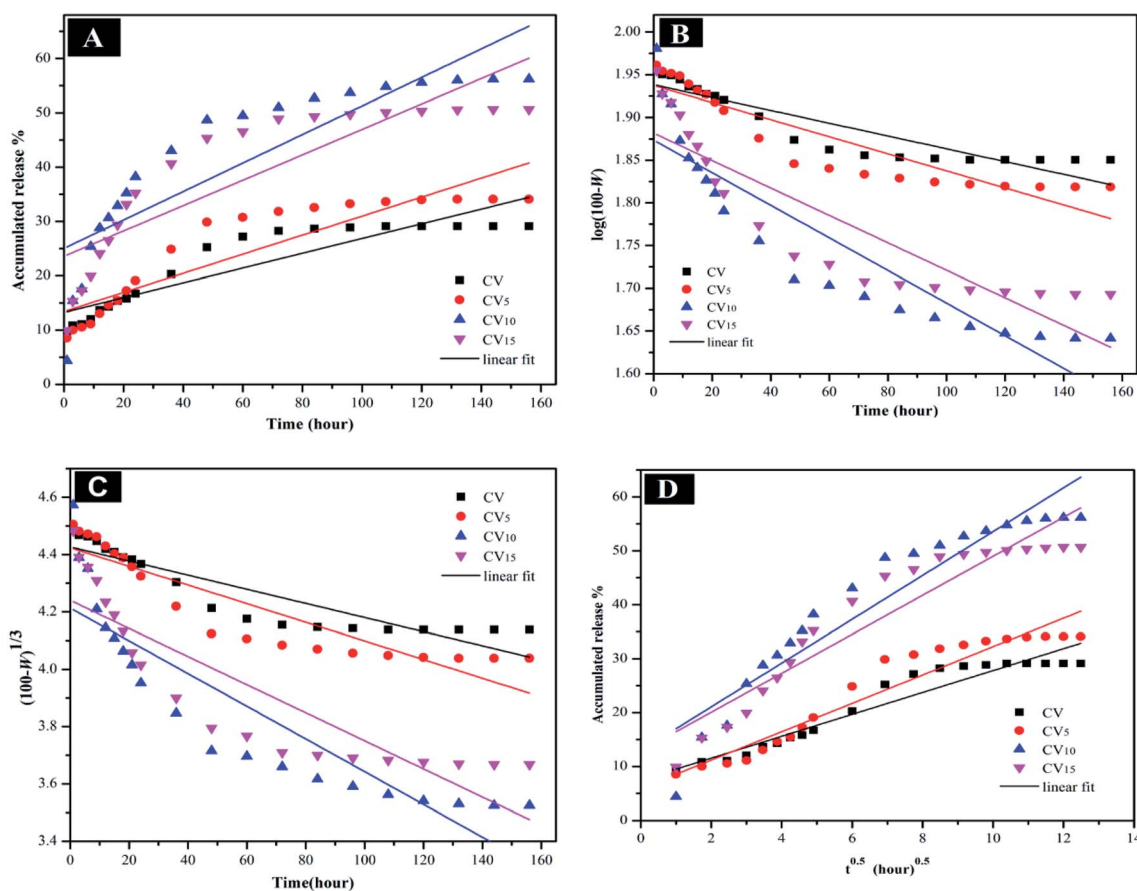 A
Accumulated release %
60
50
40
30
20
10
0
CV
CV5
CV10
CV15
linear fit
0 20 40 60 80 100 120 140 160
Time (hour)
B
log(100-W)
2.00
1.95
1.90
1.85
1.80
1.75
1.70
1.65
1.60
CV
CV5
CV10
CV15
linear fit
0 20 40 60 80 100 120 140 160
Time (hour)
C
(100-W)1/3
4.6
4.4
4.2
4.0
3.8
3.6
3.4
CV
CV5
CV10
CV15
linear fit
0 20 40 60 80 100 120 140 160
Time(hour)
D
Accumulated release %
60
50
40
30
20
10
0
CV
CV5
CV10
CV15
linear fit
0 2 4 6 8 10 12 14
t0.5 (hour)0.5